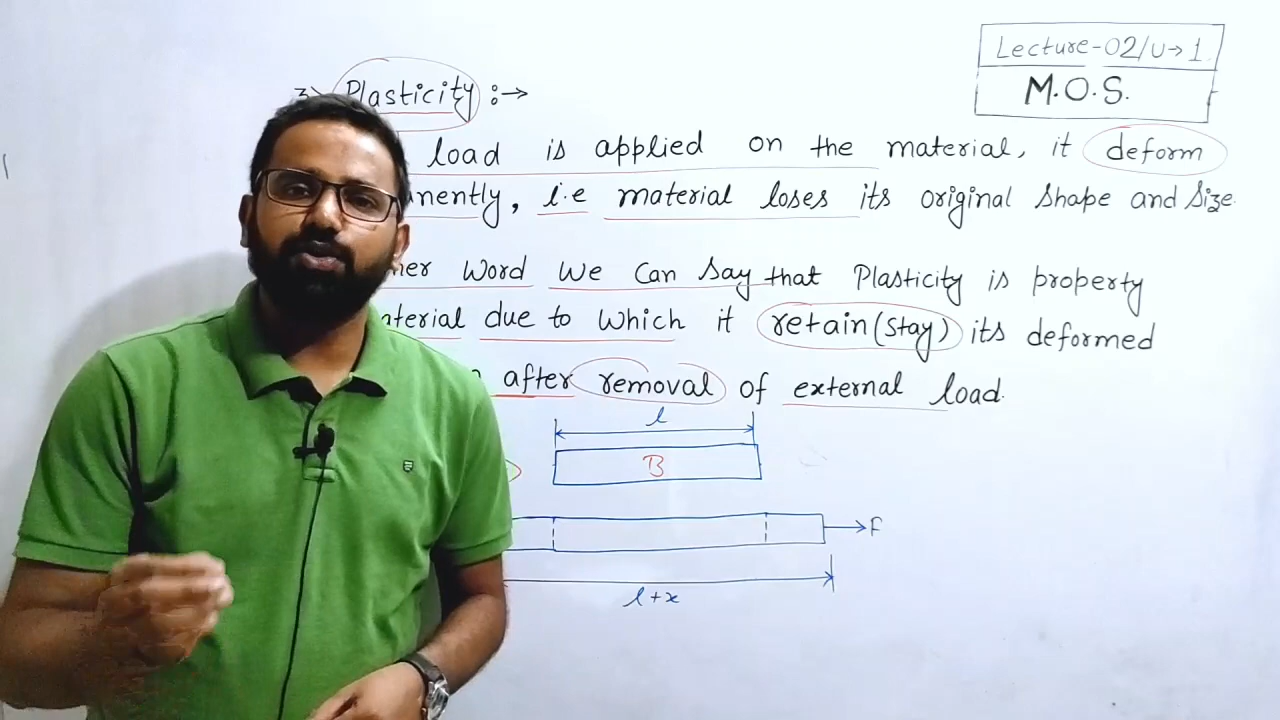 Lecture-02/U→1
M.O.S.
Plasticity :→
load is applied on the material, it deform
nently, i.e material loses its original shape and size.
her word we can say that Plasticity is property
aterial due to which it retain(stay) its deformed
after removal of external load.
l
B
F
l+x